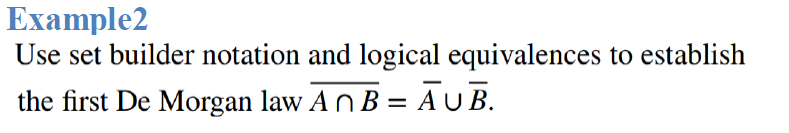 Example2
Use set builder notation and logical equivalences to establish
the first De Morgan law A̅ ̅∩̅ ̅B̅ = A̅ ∪ B̅.